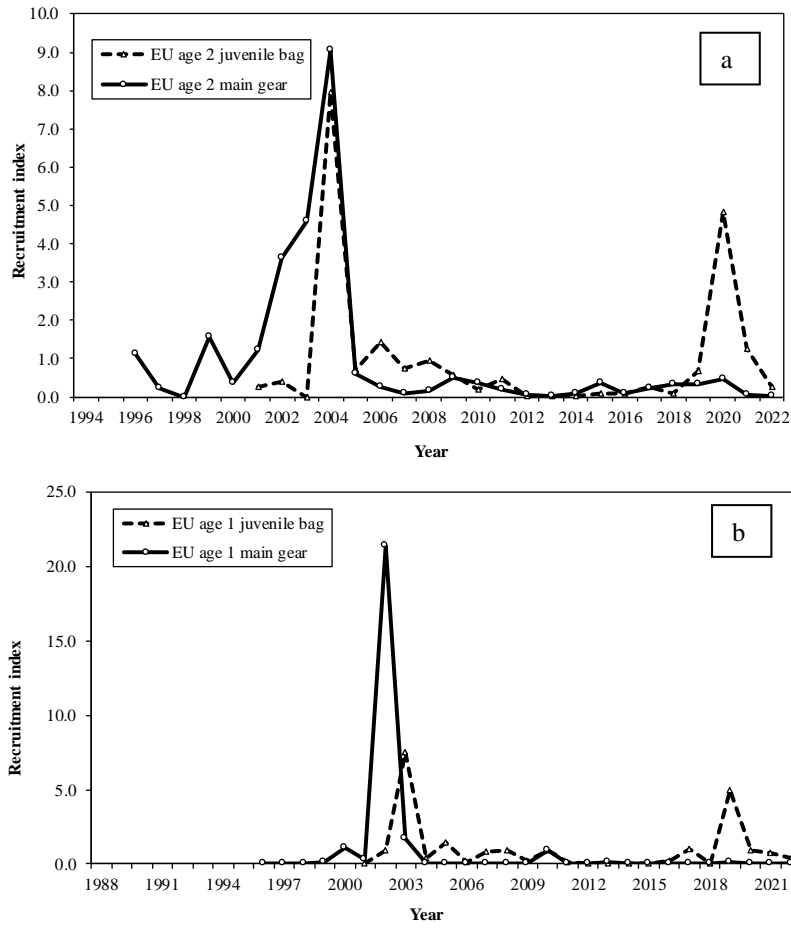 10.0
9.0
8.0
7.0
6.0
5.0
4.0
3.0
2.0
1.0
0.0
Recruitment index
EU age 2 juvenile bag
EU age 2 main gear
a
1994 1996 1998 2000 2002 2004 2006 2008 2010 2012 2014 2016 2018 2020 2022
Year
25.0
20.0
15.0
10.0
5.0
0.0
Recruitment index
EU age 1 juvenile bag
EU age 1 main gear
b
1988 1991 1994 1997 2000 2003 2006 2009 2012 2015 2018 2021
Year